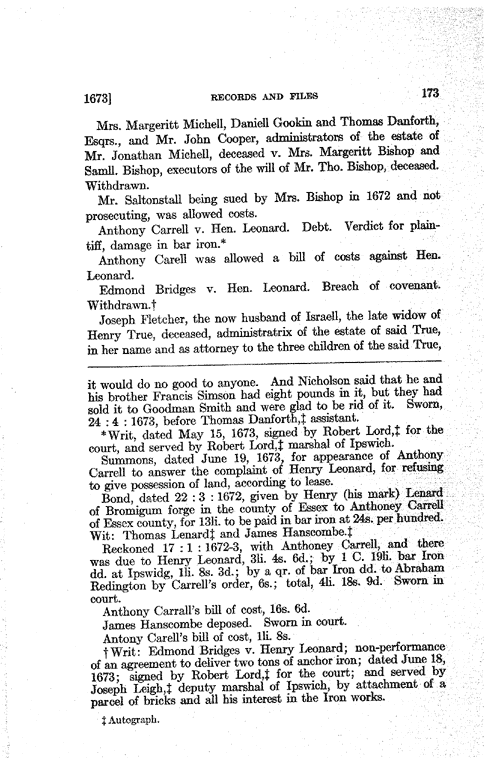 1673] RECORDS AND FILES 173
Mrs. Margeritt Michell, Daniell Gookin and Thomas Danforth,
Esqrs., and Mr. John Cooper, administrators of the estate of
Mr. Jonathan Michell, deceased v. Mrs. Margeritt Bishop and
Samll. Bishop, executors of the will of Mr. Tho. Bishop, deceased.
Withdrawn.
Mr. Saltonstall being sued by Mrs. Bishop in 1672 and not
prosecuting, was allowed costs.
Anthony Carrell v. Hen. Leonard. Debt. Verdict for plain-
tiff, damage in bar iron.*
Anthony Carell was allowed a bill of costs against Hen.
Leonard.
Edmond Bridges v. Hen. Leonard. Breach of covenant.
Withdrawn.†
Joseph Fletcher, the now husband of Israell, the late widow of
Henry True, deceased, administratrix of the estate of said True,
in her name and as attorney to the three children of the said True,
it would do no good to anyone. And Nicholson said that he and
his brother Francis Simson had eight pounds in it, but they had
sold it to Goodman Smith and were glad to be rid of it. Sworn,
24 : 4 : 1673, before Thomas Danforth,‡ assistant.
*Writ, dated May 15, 1673, signed by Robert Lord,‡ for the
court, and served by Robert Lord,‡ marshal of Ipswich.
Summons, dated June 19, 1673, for appearance of Anthony
Carrell to answer the complaint of Henry Leonard, for refusing
to give possession of land, according to lease.
Bond, dated 22 : 3 : 1672, given by Henry (his mark) Lenard
of Bromigum forge in the county of Essex to Anthoney Carrell
of Essex county, for 13li. to be paid in bar iron at 24s. per hundred.
Wit: Thomas Lenard‡ and James Hanscombe.‡
Reckoned 17 : 1 : 1672-3, with Anthoney Carrell, and there
was due to Henry Leonard, 3li. 4s. 6d.; by 1 C. 19li. bar Iron
dd. at Ipswidg, 1li. 8s. 3d.; by a qr. of bar Iron dd. to Abraham
Redington by Carrell's order, 6s.; total, 4li. 18s. 9d. Sworn in
court.
Anthony Carrall's bill of cost, 16s. 6d.
James Hanscombe deposed. Sworn in court.
Antony Carell's bill of cost, 1li. 8s.
†Writ: Edmond Bridges v. Henry Leonard; non-performance
of an agreement to deliver two tons of anchor iron; dated June 18,
1673; signed by Robert Lord,‡ for the court; and served by
Joseph Leigh,‡ deputy marshal of Ipswich, by attachment of a
parcel of bricks and all his interest in the Iron works.
‡ Autograph.